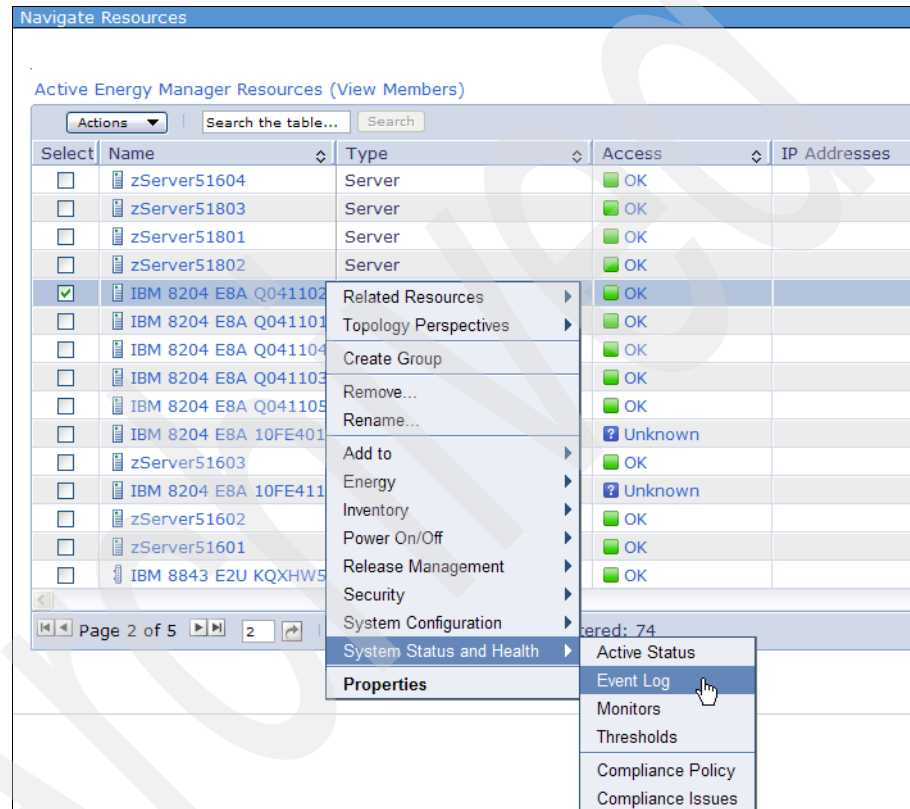 Navigate Resources
Active Energy Manager Resources (View Members)
Actions Search the table... Search
Select Name Type Access IP Addresses
zServer51604 Server OK
zServer51803 Server OK
zServer51801 Server OK
zServer51802 Server OK
IBM 8204 E8A Q041102 OK
IBM 8204 E8A Q041101 OK
IBM 8204 E8A Q041104 OK
IBM 8204 E8A Q041103 OK
IBM 8204 E8A Q041105 OK
IBM 8204 E8A 10FE401 ? Unknown
zServer51603 OK
IBM 8204 E8A 10FE411 ? Unknown
zServer51602 OK
zServer51601 OK
IBM 8843 E2U KQXHW5 OK
Page 2 of 5 2 tered: 74
Related Resources
Topology Perspectives
Create Group
Remove...
Rename...
Add to
Energy
Inventory
Power On/Off
Release Management
Security
System Configuration
System Status and Health
Properties
Active Status
Event Log
Monitors
Thresholds
Compliance Policy
Compliance Issues
Archived